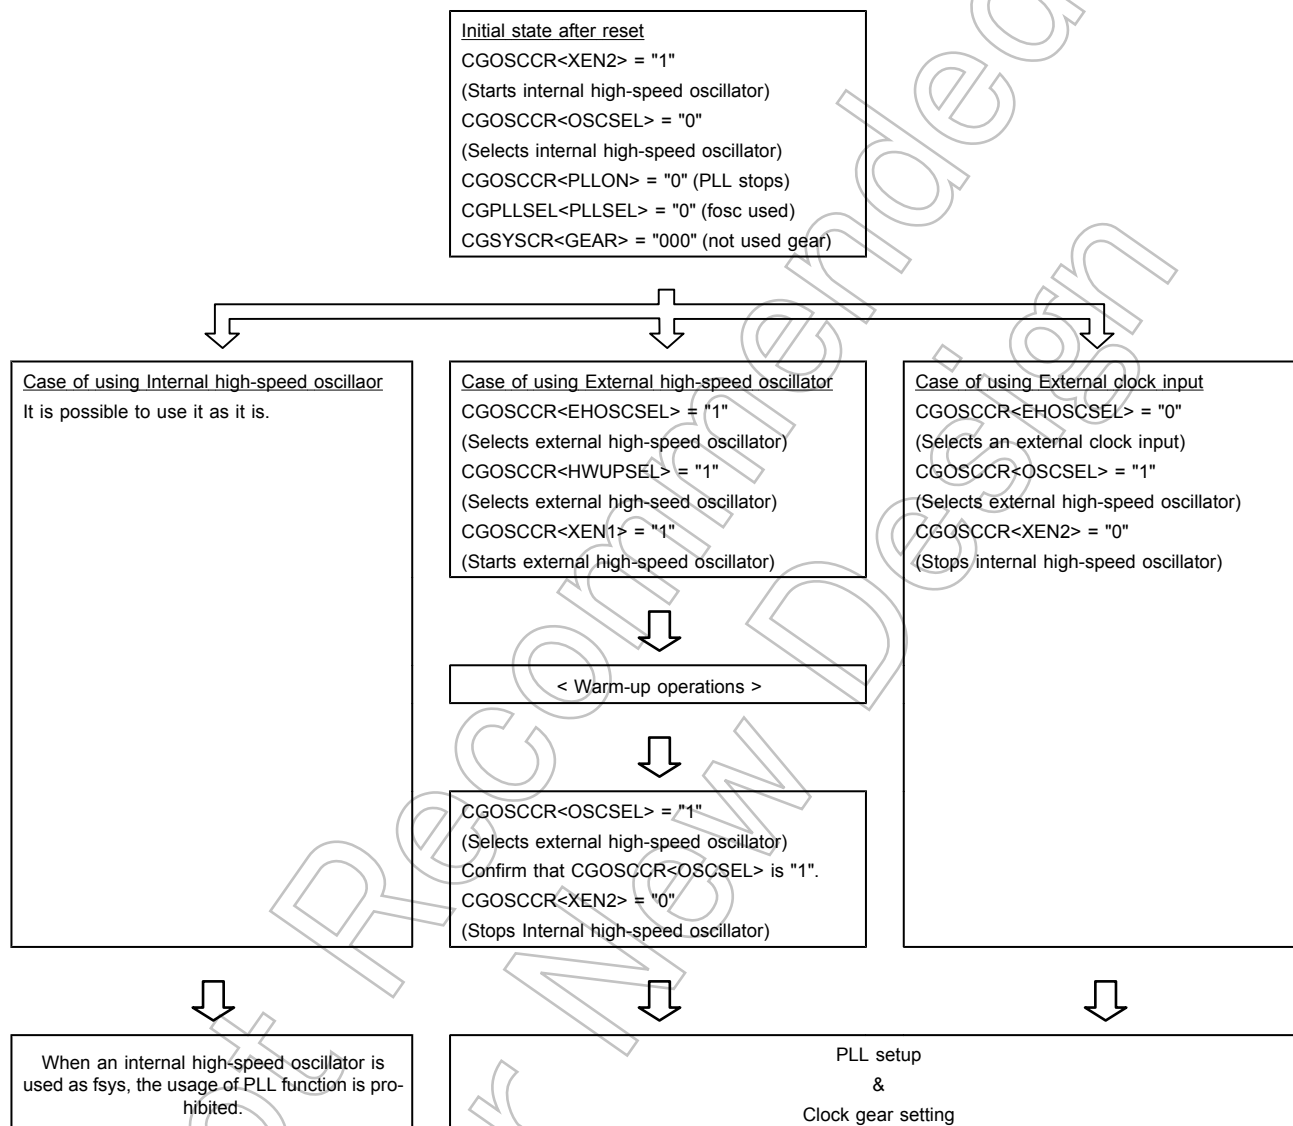 Initial state after reset
CGOSCCR<XEN2> = "1"
(Starts internal high-speed oscillator)
CGOSCCR<OSCSEL> = "0"
(Selects internal high-speed oscillator)
CGOSCCR<PLLON> = "0" (PLL stops)
CGPLLSEL<PLLSEL> = "0" (fosc used)
CGSYSCR<GEAR> = "000" (not used gear)
Case of using Internal high-speed oscillaor
It is possible to use it as it is.
Case of using External high-speed oscillator
CGOSCCR<EHOSCSEL> = "1"
(Selects external high-speed oscillator)
CGOSCCR<HWUPSEL> = "1"
(Selects external high-seed oscillator)
CGOSCCR<XEN1> = "1"
(Starts external high-speed oscillator)
Case of using External clock input
CGOSCCR<EHOSCSEL> = "0"
(Selects an external clock input)
CGOSCCR<OSCSEL> = "1"
(Selects external high-speed oscillator)
CGOSCCR<XEN2> = "0"
(Stops internal high-speed oscillator)
< Warm-up operations >
CGOSCCR<OSCSEL> = "1"
(Selects external high-speed oscillator)
Confirm that CGOSCCR<OSCSEL> is "1".
CGOSCCR<XEN2> = "0"
(Stops Internal high-speed oscillator)
When an internal high-speed oscillator is
used as fsys, the usage of PLL function is pro-
hibited.
PLL setup
&
Clock gear setting
ot Recommended
r New Design